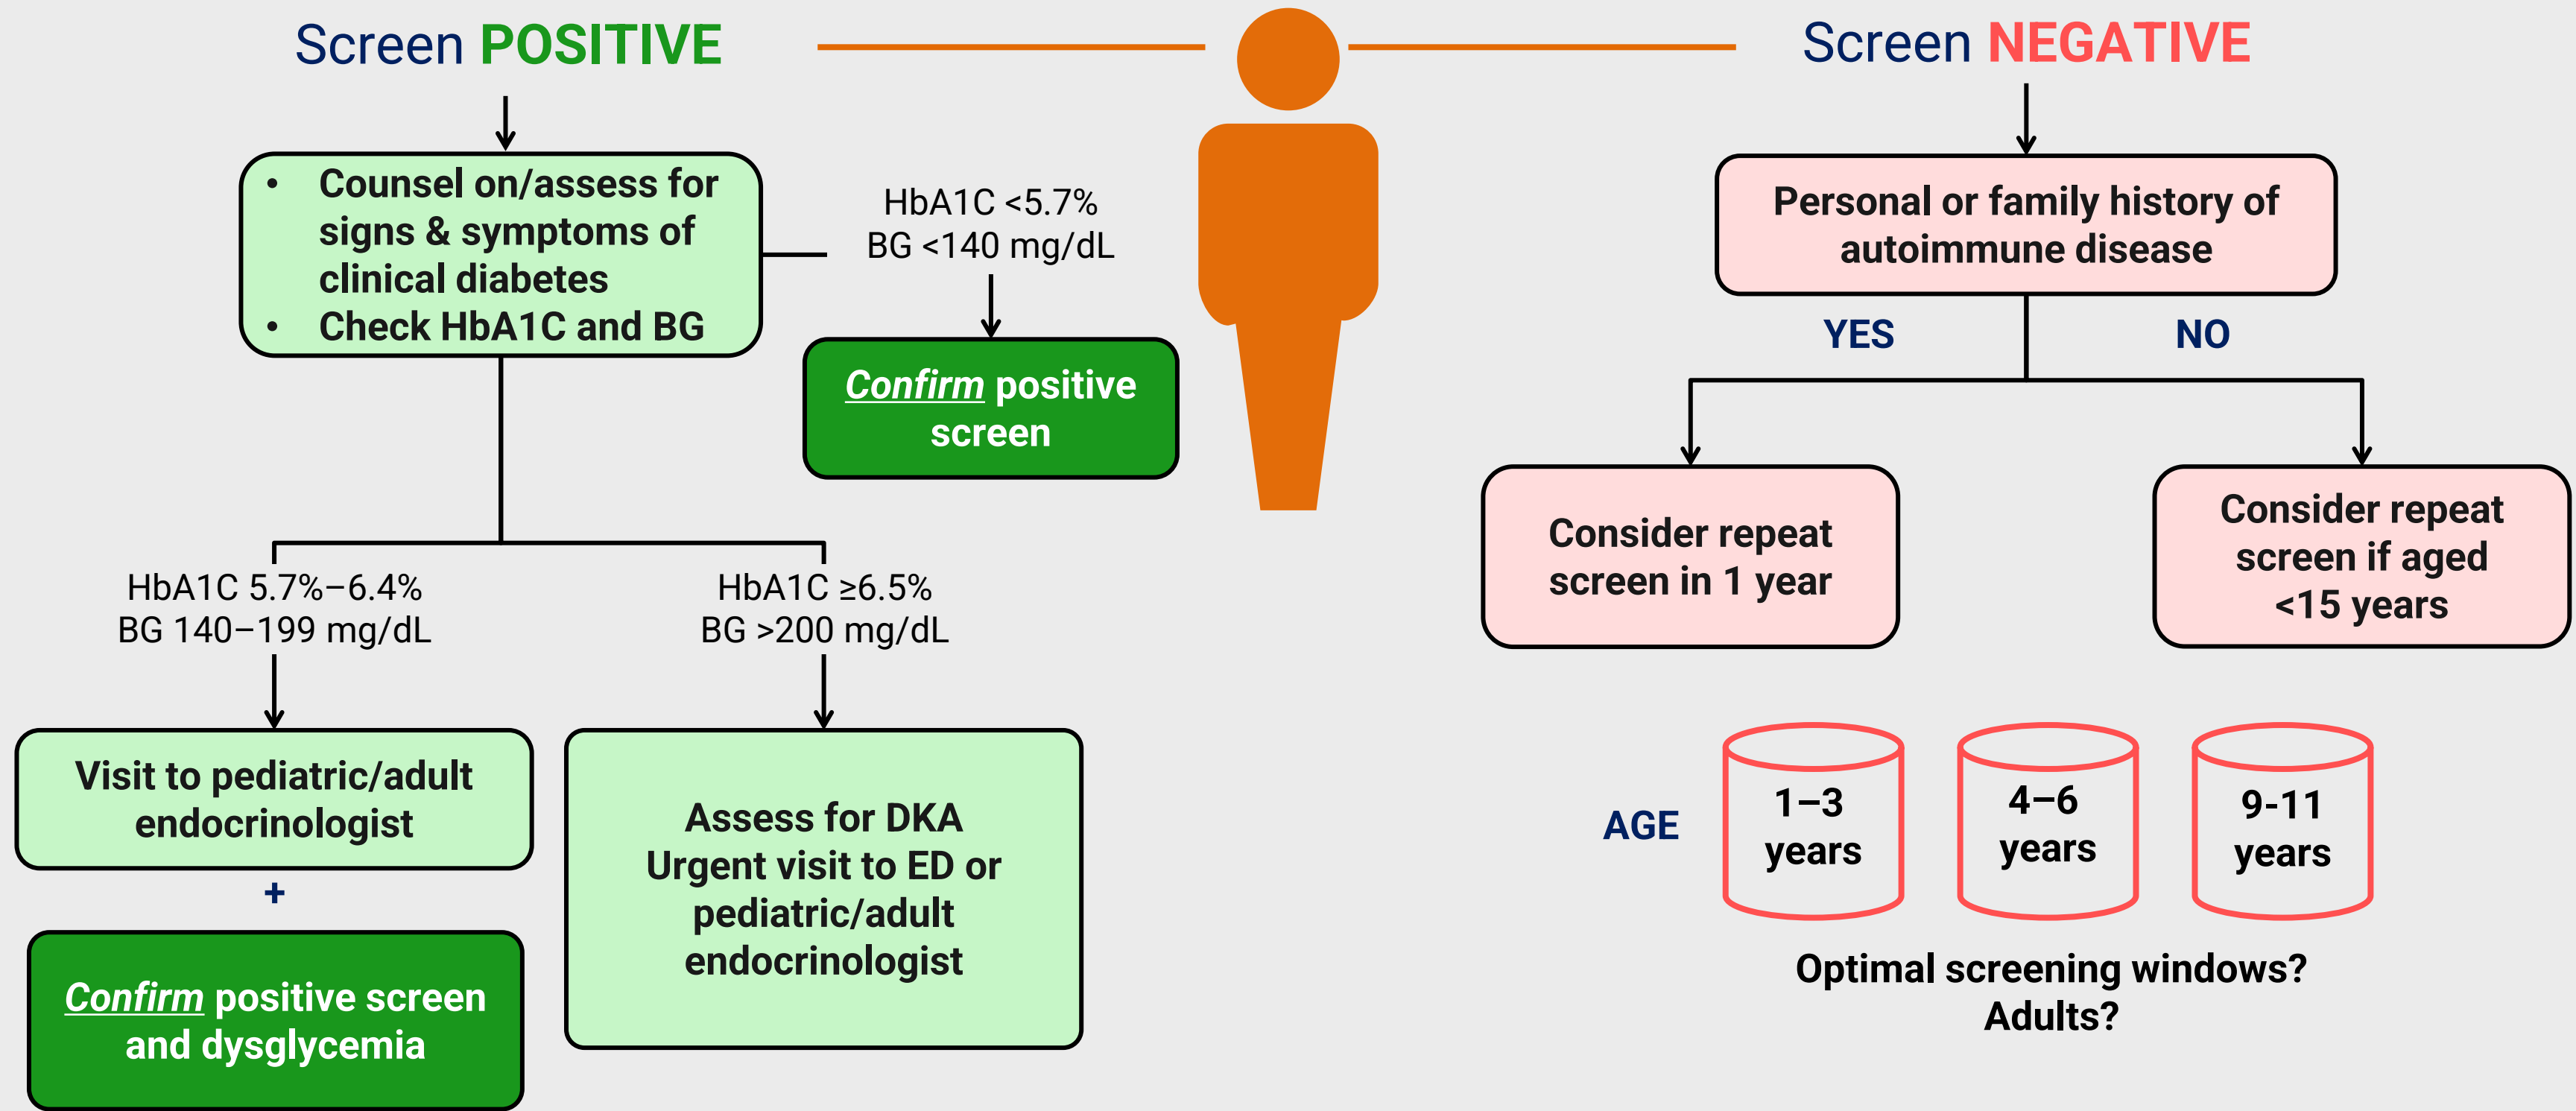 Screen POSITIVE
• Counsel on/assess for
signs & symptoms of
clinical diabetes
• Check HbA1C and BG
HbA1C <5.7%
BG <140 mg/dL
Confirm positive
screen
HbA1C 5.7%–6.4%
BG 140–199 mg/dL
Visit to pediatric/adult
endocrinologist
+
Confirm positive screen
and dysglycemia
HbA1C ≥6.5%
BG >200 mg/dL
Assess for DKA
Urgent visit to ED or
pediatric/adult
endocrinologist
Screen NEGATIVE
Personal or family history of
autoimmune disease
YES
NO
Consider repeat
screen in 1 year
Consider repeat
screen if aged
<15 years
AGE
1–3
years
4–6
years
9-11
years
Optimal screening windows?
Adults?